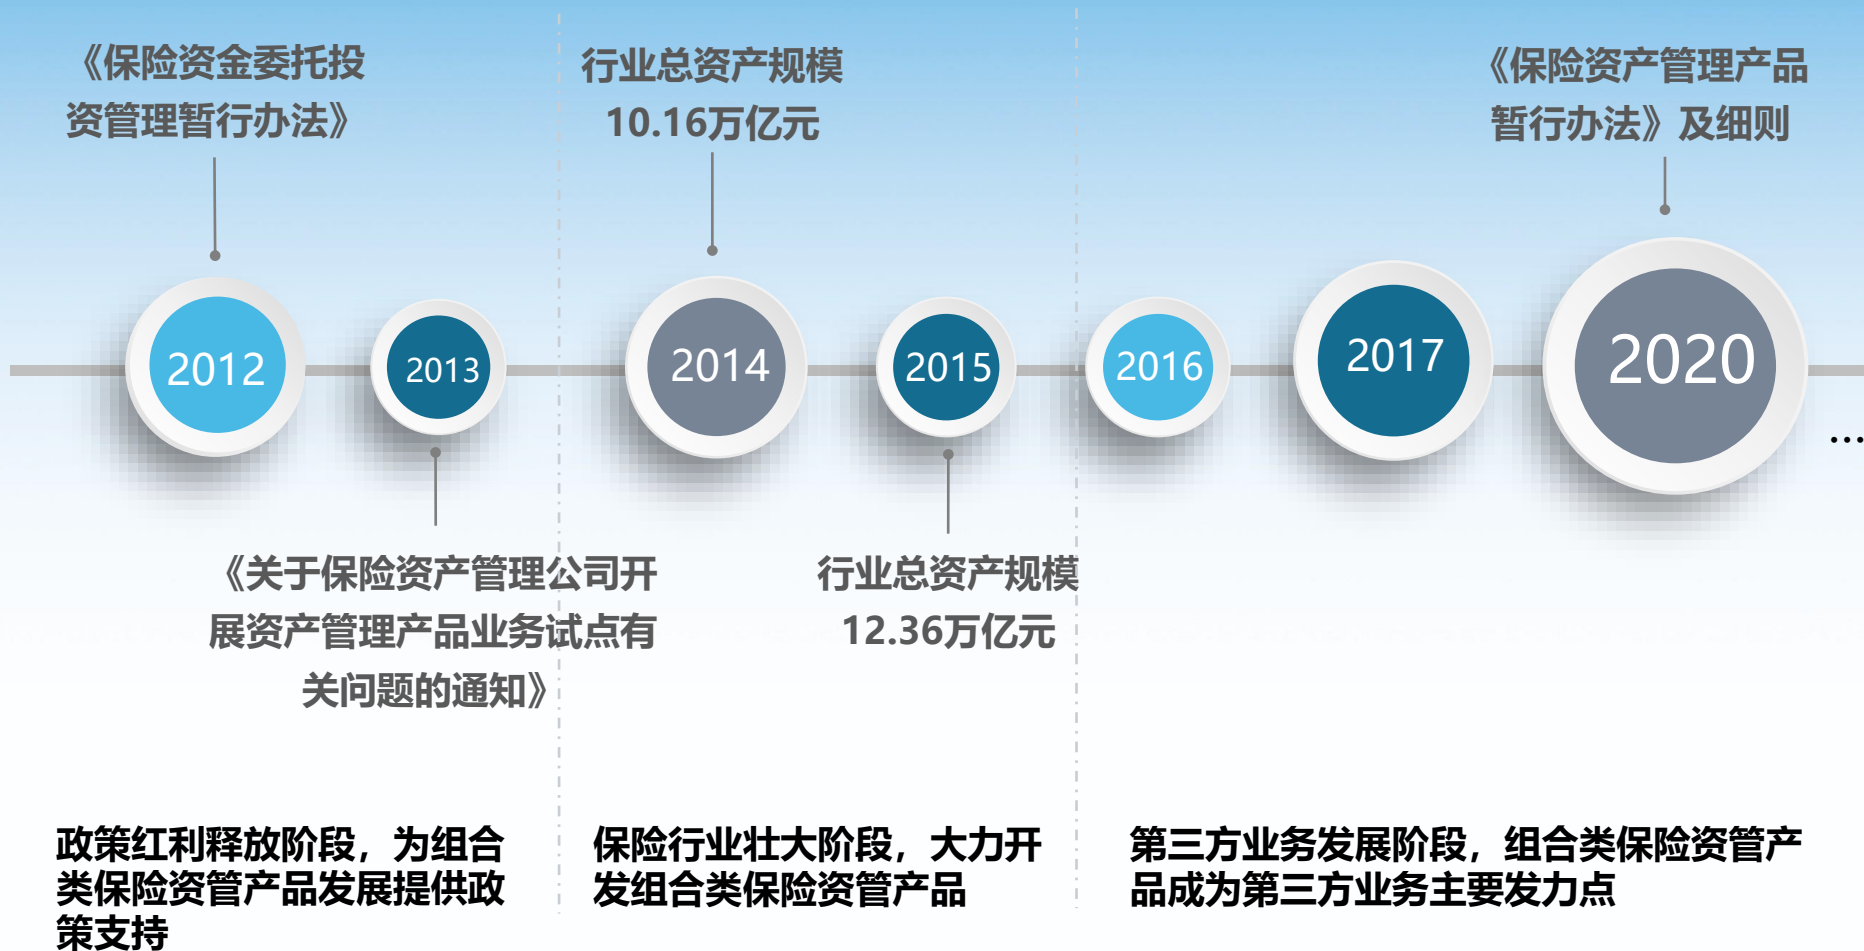 《保险资金委托投
资管理暂行办法》
行业总资产规模
10.16万亿元
《保险资产管理产品
暂行办法》及细则
2012
2013
2014
2015
2016
2017
2020
...
《关于保险资产管理公司开
展资产管理产品业务试点有
关问题的通知》
行业总资产规模
12.36万亿元
政策红利释放阶段，为组合
类保险资管产品发展提供政
策支持
保险行业壮大阶段，大力开
发组合类保险资管产品
第三方业务发展阶段，组合类保险资管产
品成为第三方业务主要发力点